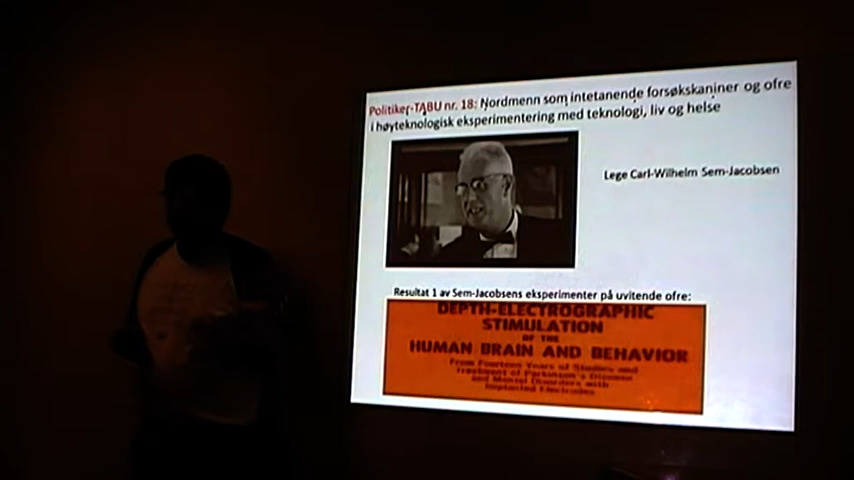 Politiker-TABU nr. 18: Nordmenn som intetanende forsøkskaniner og ofre
i høyteknologisk eksperimentering med teknologi, liv og helse
Lege Carl-Wilhelm Sem-Jacobsen
Resultat 1 av Sem-Jacobsens eksperimenter på uvitende ofre:
DEPTH-ELECTROGRAPHIC
STIMULATION
OF THE
HUMAN BRAIN AND BEHAVIOR
From Fourteen Years of Studies and
Treatment of Parkinson's Disease
and Mental Disorders with
Implanted Electrodes